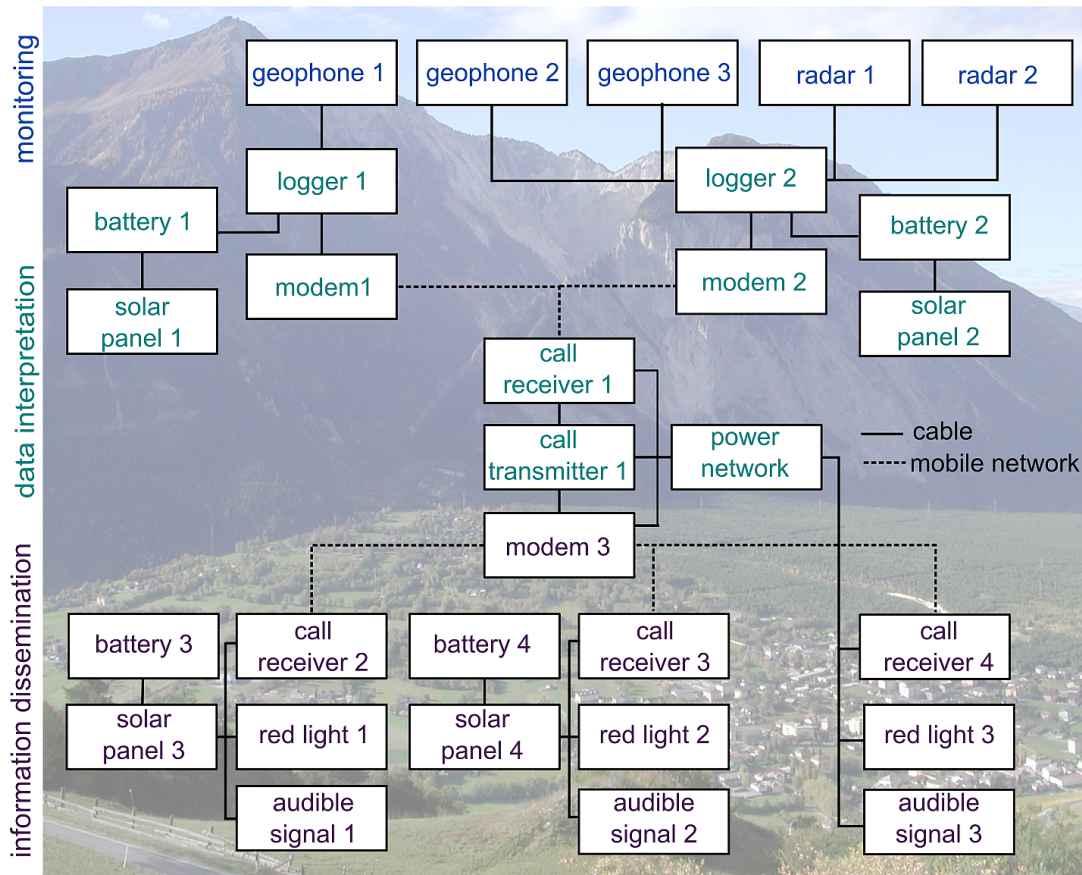 monitoring
geophone 1
geophone 2
geophone 3
radar 1
radar 2
logger 1
logger 2
battery 1
battery 2
modem1
modem 2
solar
panel 1
solar
panel 2
data interpretation
call
receiver 1
call
transmitter 1
power
network
cable
mobile network
modem 3
information dissemination
battery 3
call
receiver 2
battery 4
call
receiver 3
call
receiver 4
solar
panel 3
red light 1
solar
panel 4
red light 2
red light 3
audible
signal 1
audible
signal 2
audible
signal 3